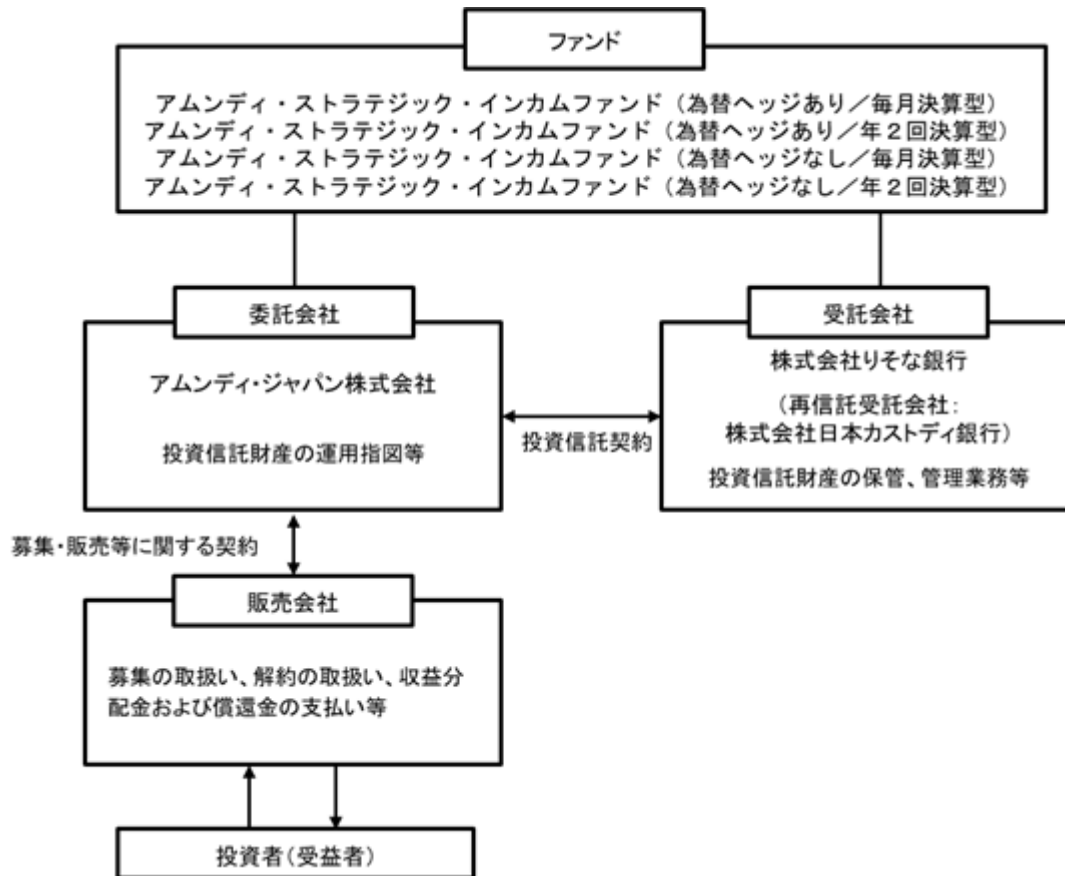 ファンド
アムンディ・ストラテジック・インカムファンド（為替ヘッジあり／毎月決算型）
アムンディ・ストラテジック・インカムファンド（為替ヘッジあり／年２回決算型）
アムンディ・ストラテジック・インカムファンド（為替ヘッジなし／毎月決算型）
アムンディ・ストラテジック・インカムファンド（為替ヘッジなし／年２回決算型）
委託会社
アムンディ・ジャパン株式会社
投資信託財産の運用指図等
投資信託契約
受託会社
株式会社りそな銀行
（再信託受託会社：
株式会社日本カストディ銀行）
投資信託財産の保管、管理業務等
募集・販売等に関する契約
販売会社
募集の取扱い、解約の取扱い、収益分
配金および償還金の支払い等
投資者（受益者）